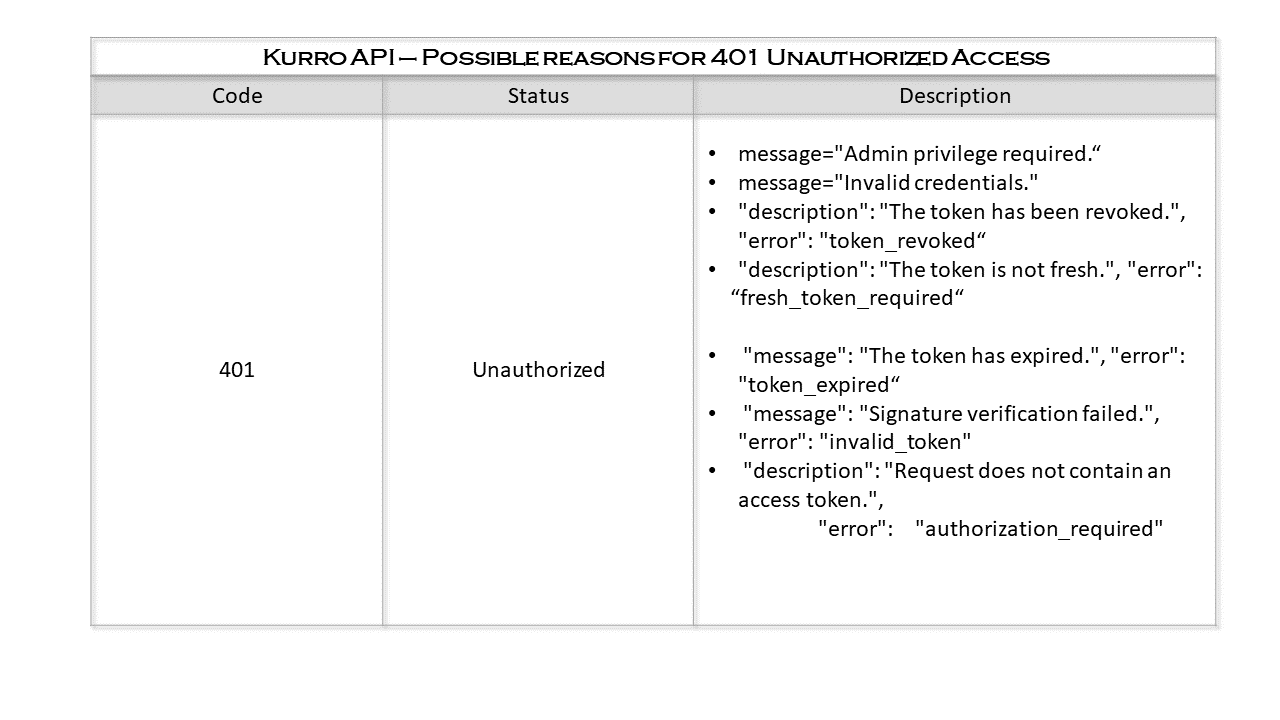 Kurro API – Possible reasons for 401 Unauthorized Access
Code Status Description
• message="Admin privilege required.“
• message="Invalid credentials."
• "description": "The token has been revoked.",
"error": "token_revoked“
• "description": "The token is not fresh.", "error":
“fresh_token_required“
401 Unauthorized
• "message": "The token has expired.", "error":
"token_expired“
• "message": "Signature verification failed.",
"error": "invalid_token"
• "description": "Request does not contain an
access token.",
"error": "authorization_required"